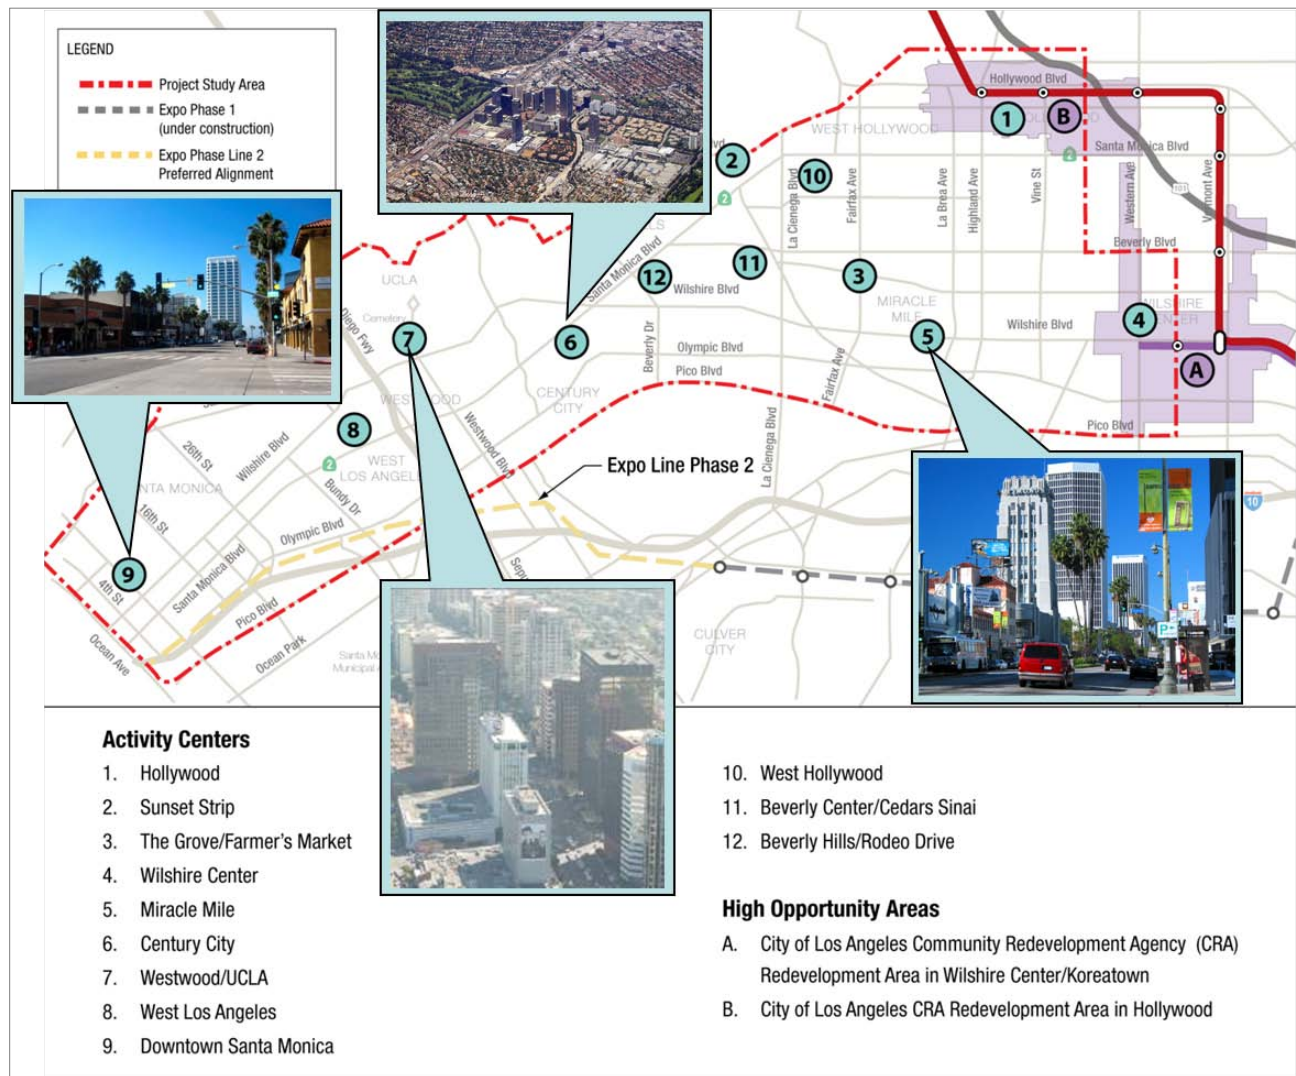 LEGEND
Project Study Area
Expo Phase 1
(under construction)
Expo Phase Line 2
Preferred Alignment
Hollywood Blvd
1
B
WEST HOLLYWOOD
Santa Monica Blvd
2
2
10
2
101
La Cienega Blvd
Fairfax Ave
La Brea Ave
Highland Ave
Vine St
Western Ave
Vermont Ave
Beverly Blvd
UCLA
Santa Monica Blvd
12
11
3
Wilshire Blvd
MIRACLE
MILE
WILSHIRE
Cemetery
Diego Fwy
7
6
5
Wilshire Blvd
4
A
Beverly Dr
Olympic Blvd
Pico Blvd
Fairfax Ave
CENTURY
CITY
Westwood Blvd
La Cienega Blvd
Pico Blvd
8
WEST
LOS ANGELES
2
26th St
Wilshire Blvd
Bundy Dr
Expo Line Phase 2
16th St
Olympic Blvd
10
P
9
4th St
Santa Monica Blvd
Pico Blvd
Ocean Ave
Ocean Park
CULVER
CITY
Activity Centers
1. Hollywood
2. Sunset Strip
3. The Grove/Farmer's Market
4. Wilshire Center
5. Miracle Mile
6. Century City
7. Westwood/UCLA
8. West Los Angeles
9. Downtown Santa Monica
10. West Hollywood
11. Beverly Center/Cedars Sinai
12. Beverly Hills/Rodeo Drive
High Opportunity Areas
A. City of Los Angeles Community Redevelopment Agency (CRA)
Redevelopment Area in Wilshire Center/Koreatown
B. City of Los Angeles CRA Redevelopment Area in Hollywood